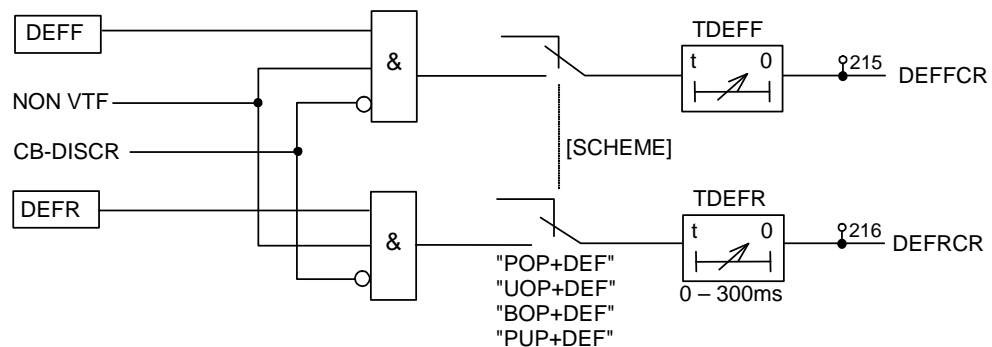 DEFF
NON VTF
CB-DISCR
DEFR
&
&
[SCHEME]
"POP+DEF"
"UOP+DEF"
"BOP+DEF"
"PUP+DEF"
TDEFF
t 0
215
DEFFCR
TDEFR
t 0
0 – 300ms
216
DEFRCR